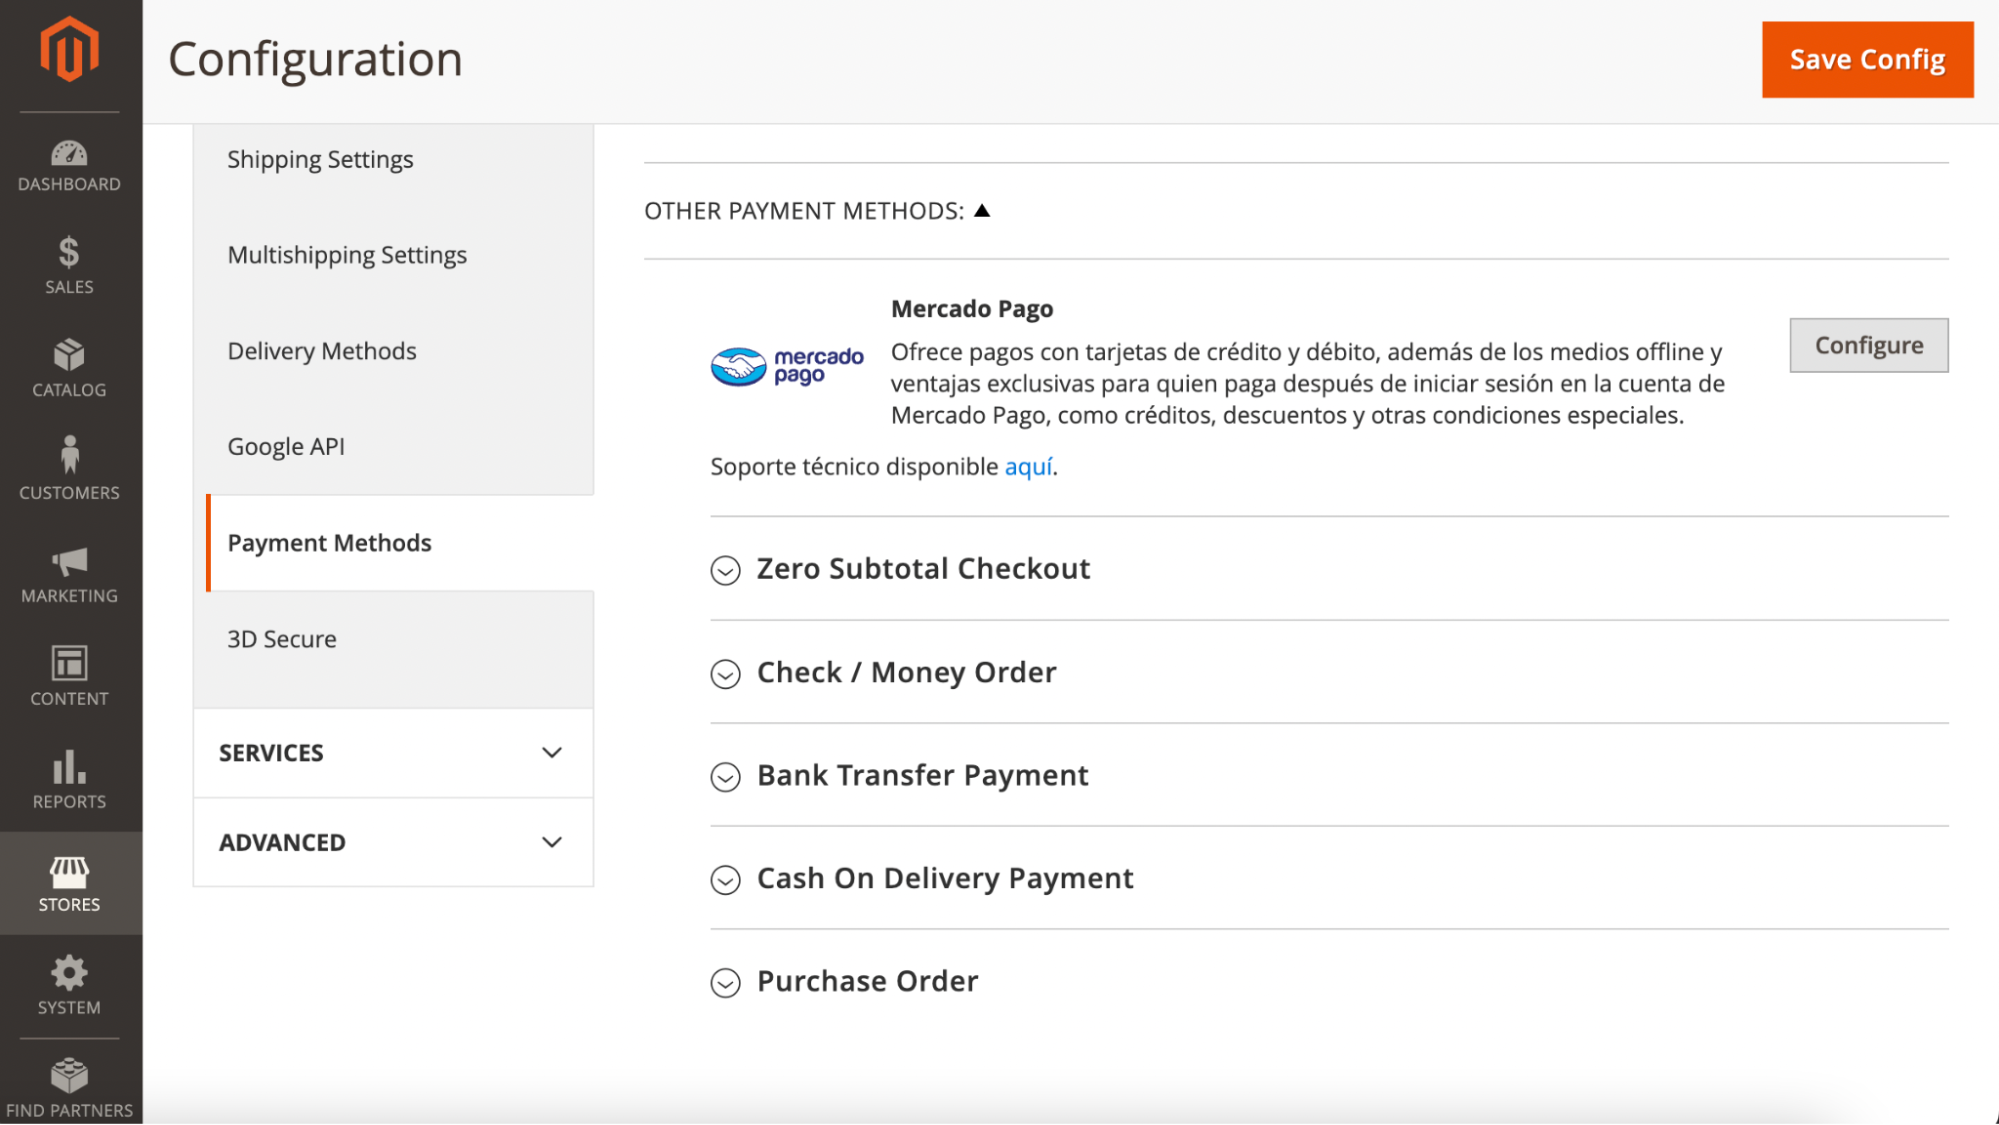 Configuration
Save Config
DASHBOARD
SALES
CATALOG
CUSTOMERS
MARKETING
CONTENT
REPORTS
STORES
SYSTEM
FIND PARTNERS
Shipping Settings
Multishipping Settings
Delivery Methods
Google API
Payment Methods
3D Secure
SERVICES
ADVANCED
OTHER PAYMENT METHODS:
mercado
pago
Mercado Pago
Ofrece pagos con tarjetas de crédito y débito, además de los medios offline y
ventajas exclusivas para quien paga después de iniciar sesión en la cuenta de
Mercado Pago, como créditos, descuentos y otras condiciones especiales.
Configure
Soporte técnico disponible aquí.
Zero Subtotal Checkout
Check / Money Order
Bank Transfer Payment
Cash On Delivery Payment
Purchase Order